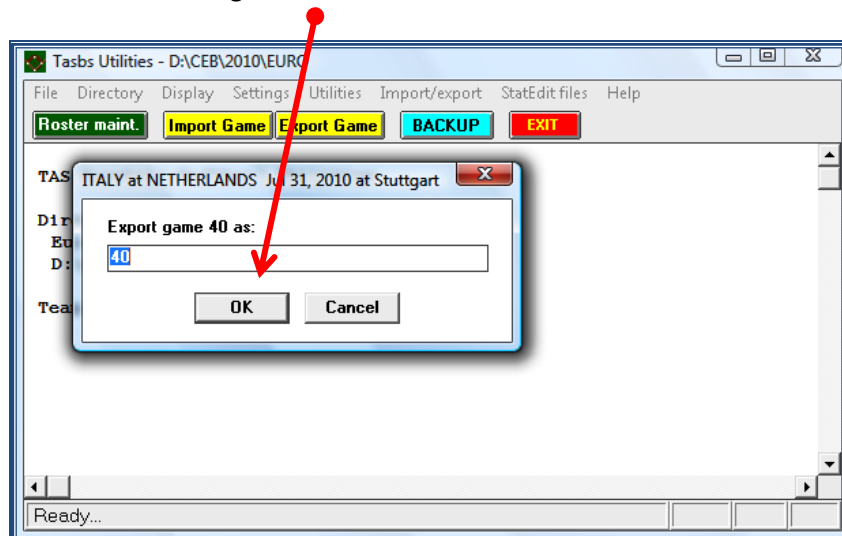 Tasbs Utilities - D:\CEB\2010\EURO
File Directory Display Settings Utilities Import/export StatEdit files Help
Roster maint. Import Game Export Game BACKUP EXIT
TAS
ITALY at NETHERLANDS Jul 31, 2010 at Stuttgart
Dir
Export game 40 as:
Eu
40
D:
Tea
OK Cancel
Ready...